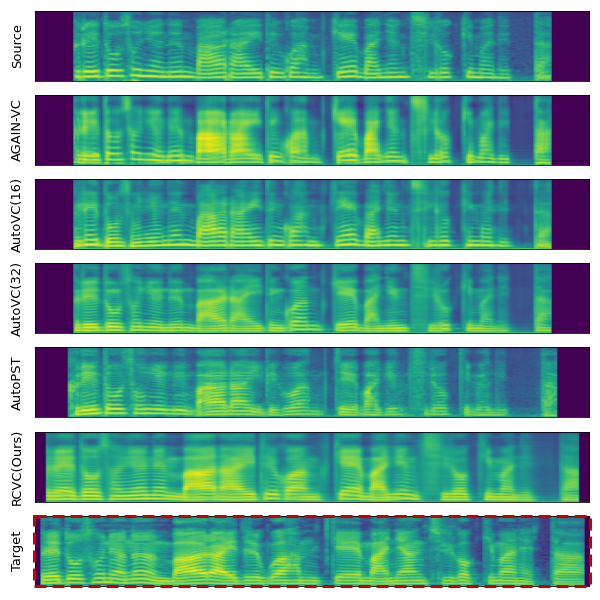 Source
AGAIN-VC
AutoVC(16)
AutoVC(32)
AutoPST
RCVC(Ours)
Target